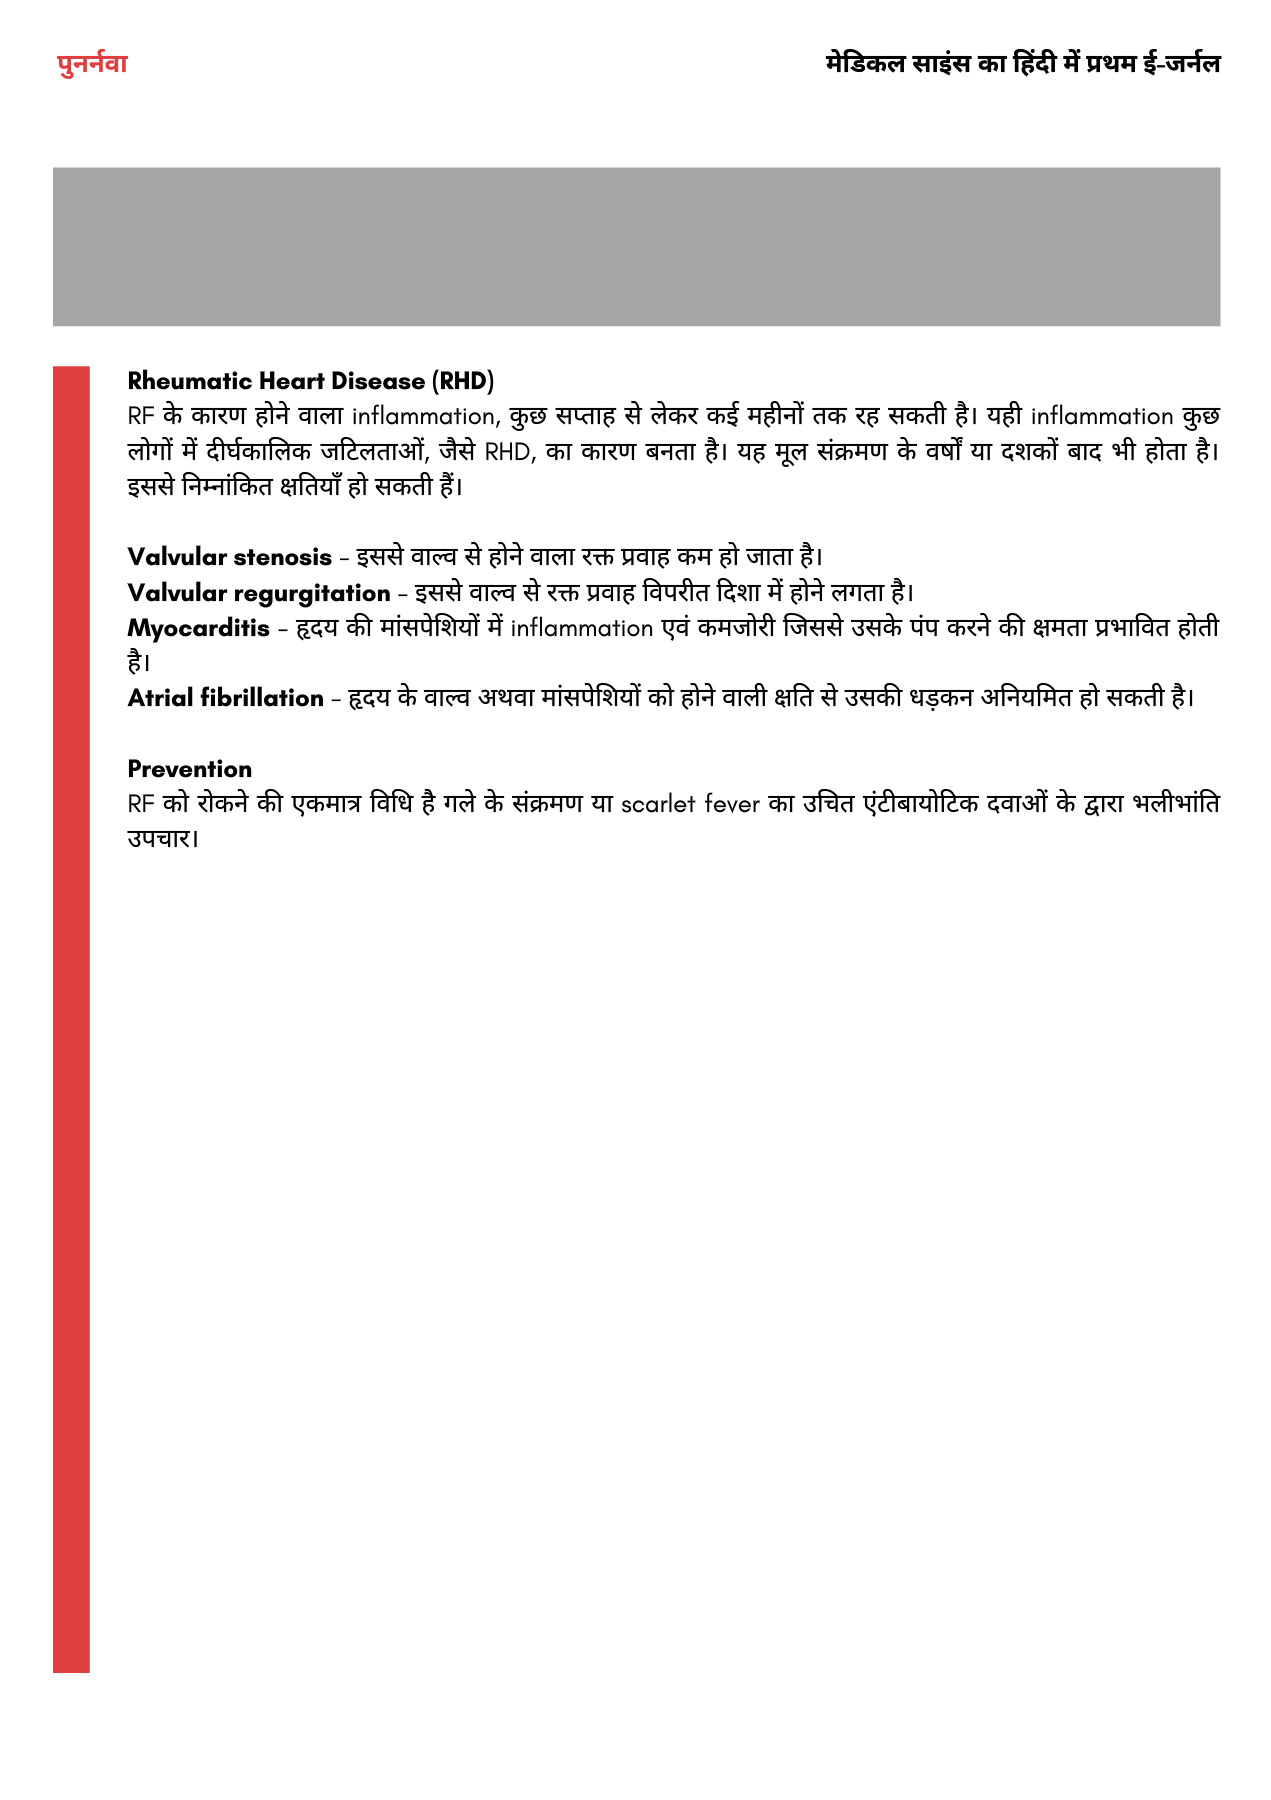 पुनर्नवा
मेडिकल साइंस का हिंदी में प्रथम ई-जर्नल
Rheumatic Heart Disease (RHD)
RF के कारण होने वाला inflammation, कुछ सप्ताह से लेकर कई महीनों तक रह सकती है। यही inflammation कुछ
लोगों में दीर्घकालिक जटिलताओं, जैसे RHD, का कारण बनता है। यह मूल संक्रमण के वर्षों या दशकों बाद भी होता है।
इससे निम्नांकित क्षतियाँ हो सकती हैं।
Valvular stenosis – इससे वाल्व से होने वाला रक्त प्रवाह कम हो जाता है।
Valvular regurgitation – इससे वाल्व से रक्त प्रवाह विपरीत दिशा में होने लगता है।
Myocarditis – हृदय की मांसपेशियों में inflammation एवं कमजोरी जिससे उसके पंप करने की क्षमता प्रभावित होती
है।
Atrial fibrillation – हृदय के वाल्व अथवा मांसपेशियों को होने वाली क्षति से उसकी धड़कन अनियमित हो सकती है।
Prevention
RF को रोकने की एकमात्र विधि है गले के संक्रमण या scarlet fever का उचित एंटीबायोटिक दवाओं के द्वारा भलीभांति
उपचार।